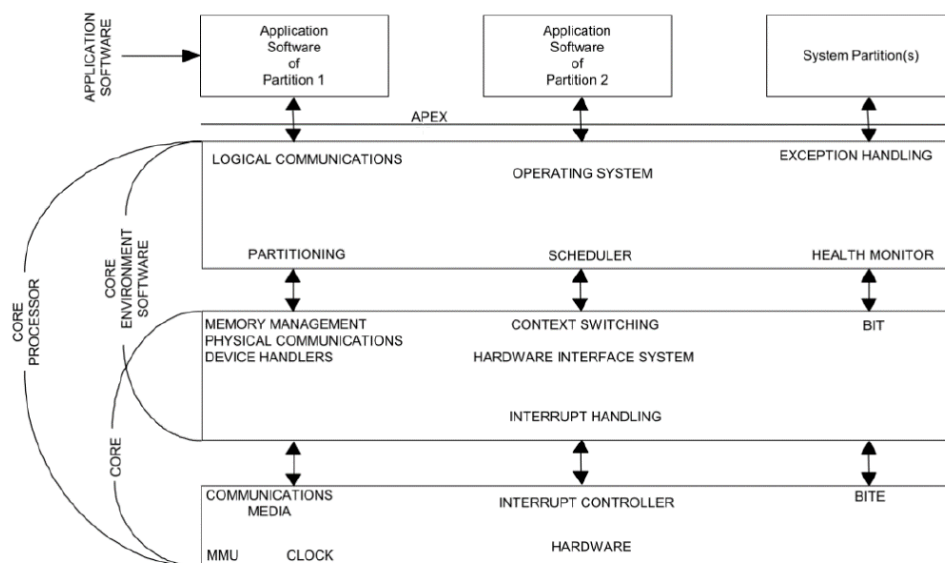 APPLICATION
SOFTWARE
Application
Software
of
Partition 1
Application
Software
of
Partition 2
System Partition(s)
APEX
LOGICAL COMMUNICATIONS
OPERATING SYSTEM
EXCEPTION HANDLING
PARTITIONING
SCHEDULER
HEALTH MONITOR
CORE
PROCESSOR
CORE
ENVIRONMENT
SOFTWARE
MEMORY MANAGEMENT
PHYSICAL COMMUNICATIONS
DEVICE HANDLERS
CONTEXT SWITCHING
HARDWARE INTERFACE SYSTEM
INTERRUPT HANDLING
BIT
CORE
COMMUNICATIONS
MEDIA
INTERRUPT CONTROLLER
BITE
MMU CLOCK
HARDWARE